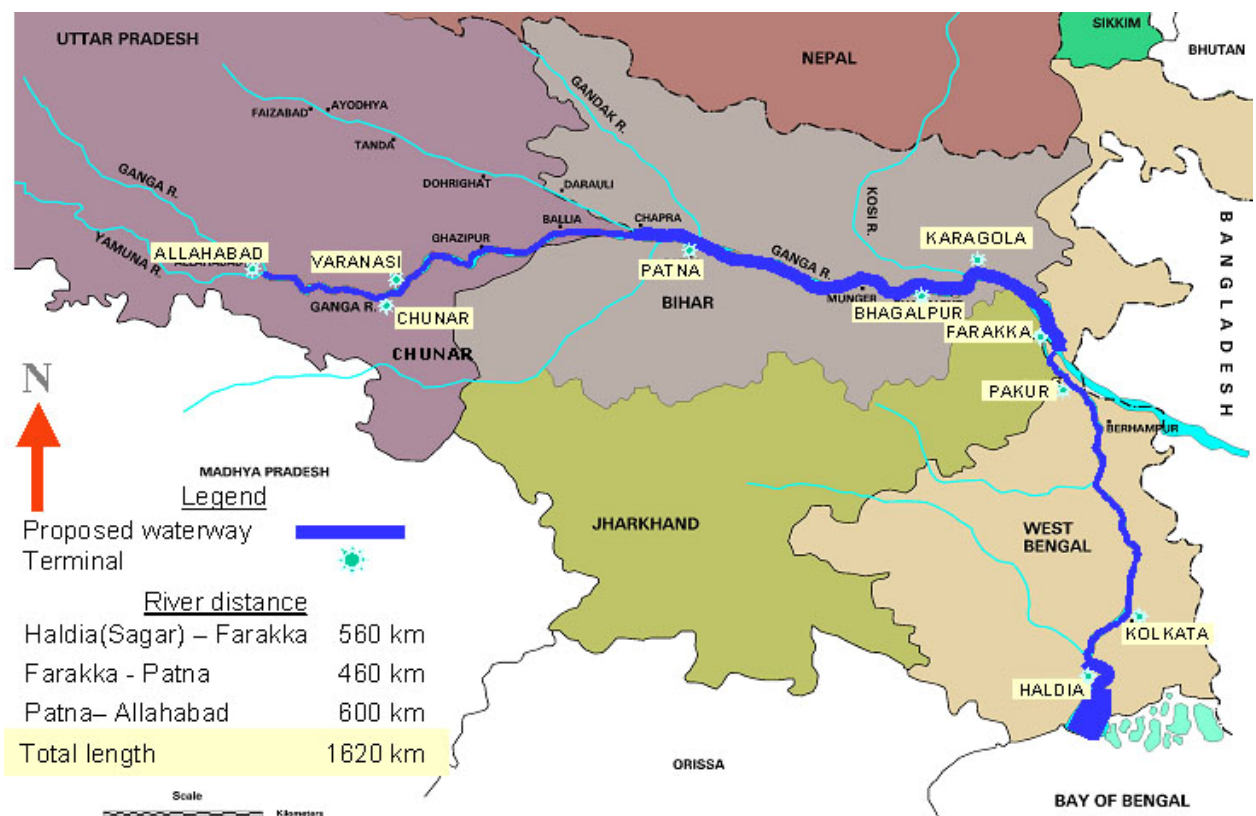 UTTAR PRADESH
NEPAL
SIKKIM
BHUTAN
FAIZABAD
AYODHYA
TANDA
GANDAK R.
GANGA R.
DOHRIGHAT
DARAULI
BALLIA
CHAPRA
GHAZIPUR
KOSI R.
YAMUNA R.
ALLAHABAD
VARANASI
KARAGOLA
BANGLADESH
PATNA
GANGA R.
MUNGER
BHAGALPUR
GANGA R.
CHUNAR
BIHAR
FARAKKA
CHUNAR
N
PAKUR
BERHAMPUR
MADHYA PRADESH
Legend
Proposed waterway
Terminal
JHARKHAND
WEST
BENGAL
River distance
Haldia(Sagar) – Farakka 560 km
Farakka - Patna 460 km
Patna– Allahabad 600 km
Total length 1620 km
KOLKATA
HALDIA
ORISSA
BAY OF BENGAL
Scale
Kilometers